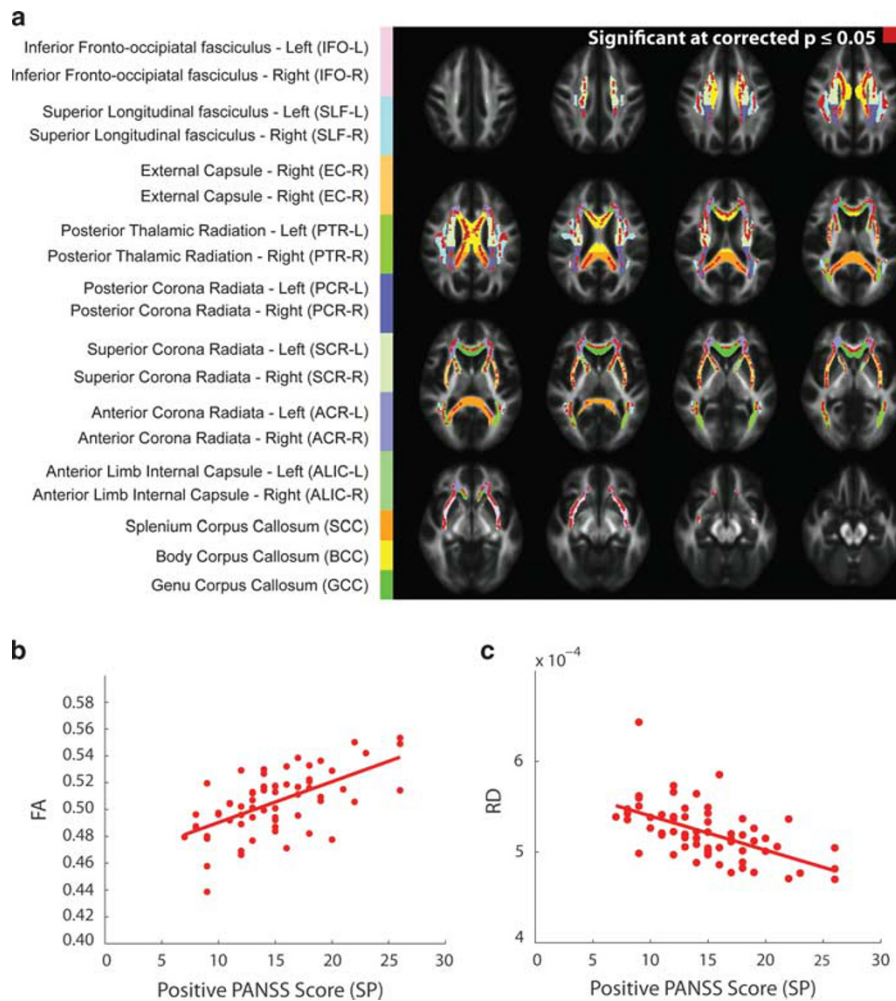 a
Significant at corrected p ≤ 0.05
Inferior Fronto-occipiatal fasciculus - Left (IFO-L)
Inferior Fronto-occipiatal fasciculus - Right (IFO-R)
Superior Longitudinal fasciculus - Left (SLF-L)
Superior Longitudinal fasciculus - Right (SLF-R)
External Capsule - Right (EC-R)
External Capsule - Right (EC-R)
Posterior Thalamic Radiation - Left (PTR-L)
Posterior Thalamic Radiation - Right (PTR-R)
Posterior Corona Radiata - Left (PCR-L)
Posterior Corona Radiata - Right (PCR-R)
Superior Corona Radiata - Left (SCR-L)
Superior Corona Radiata - Right (SCR-R)
Anterior Corona Radiata - Left (ACR-L)
Anterior Corona Radiata - Right (ACR-R)
Anterior Limb Internal Capsule - Left (ALIC-L)
Anterior Limb Internal Capsule - Right (ALIC-R)
Splenium Corpus Callosum (SCC)
Body Corpus Callosum (BCC)
Genu Corpus Callosum (GCC)
b
0.58
0.56
0.54
0.52
0.50
0.48
0.46
0.44
0.42
0.40
FA
0 5 10 15 20 25 30
Positive PANSS Score (SP)
c
x 10⁻⁴
6
5
4
RD
0 5 10 15 20 25 30
Positive PANSS Score (SP)